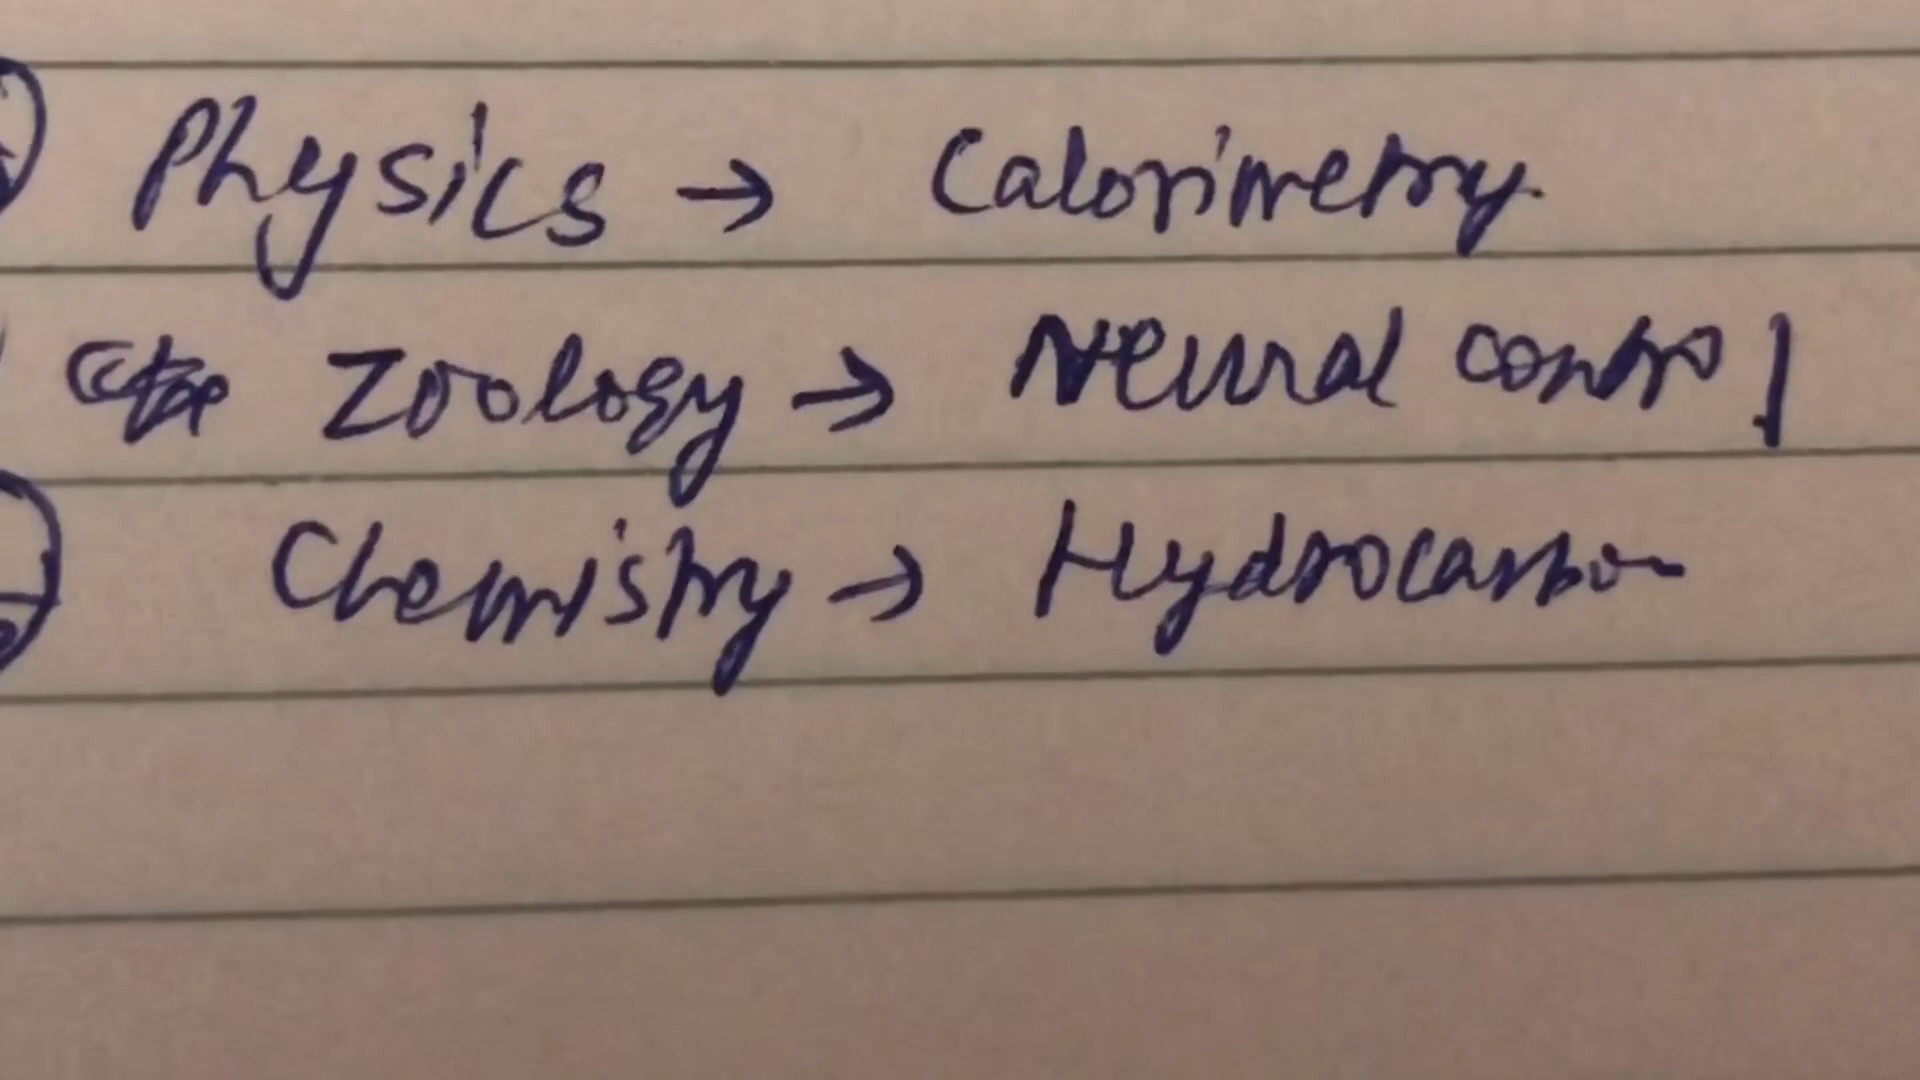 Physics → Calorimetry
Zoology → Neural control
Chemistry → Hydrocarbon